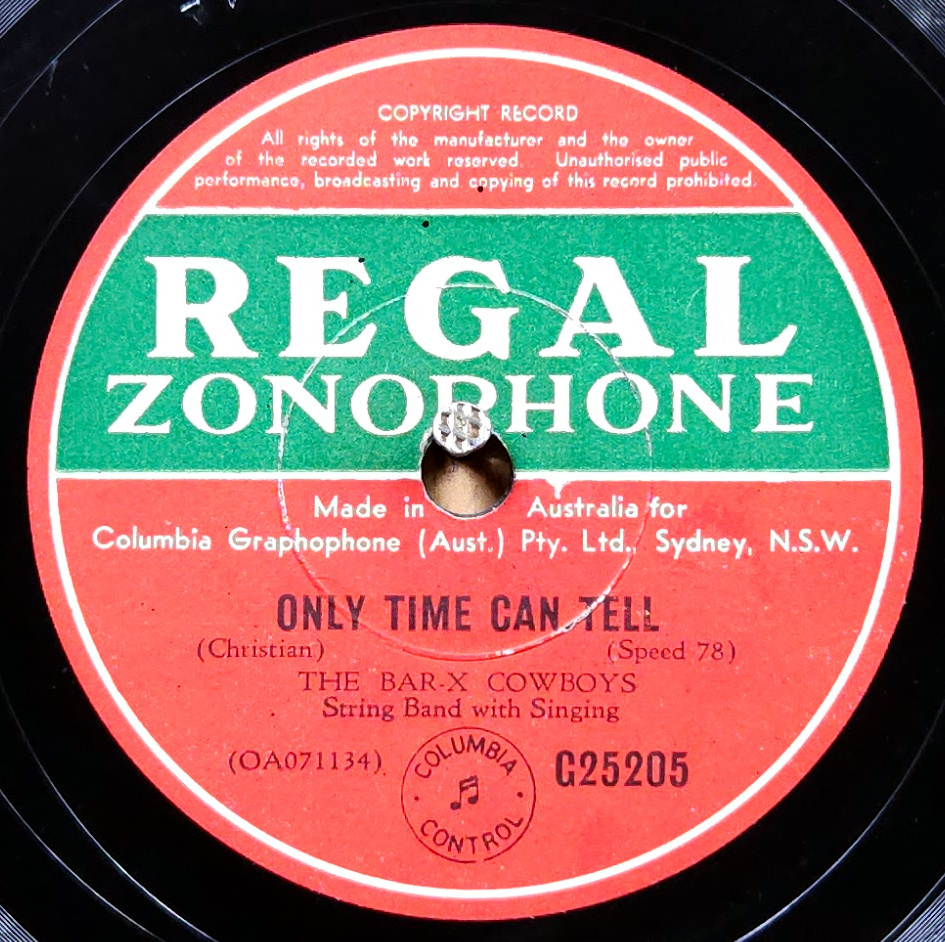 COPYRIGHT RECORD
All rights of the manufacturer and the owner
of the recorded work reserved. Unauthorised public
performance, broadcasting and copying of this record prohibited.
REGAL
ZONOPHONE
Made in Australia for
Columbia Graphophone (Aust.) Pty. Ltd., Sydney, N.S.W.
ONLY TIME CAN TELL
(Christian) (Speed 78)
THE BAR-X COWBOYS
String Band with Singing
(OA071134) COLUMBIA CONTROL G25205